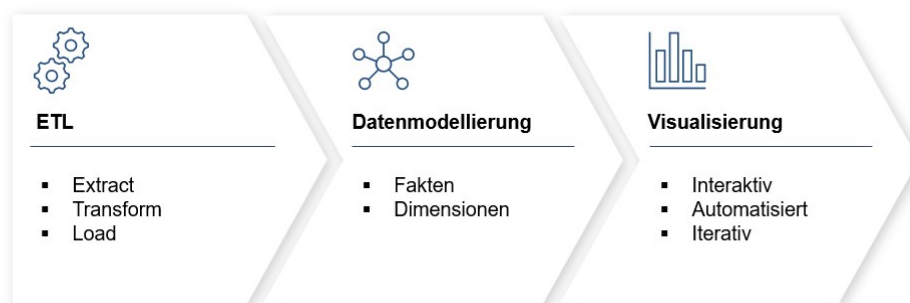 ETL
▪ Extract
▪ Transform
▪ Load
Datenmodellierung
▪ Fakten
▪ Dimensionen
Visualisierung
▪ Interaktiv
▪ Automatisiert
▪ Iterativ